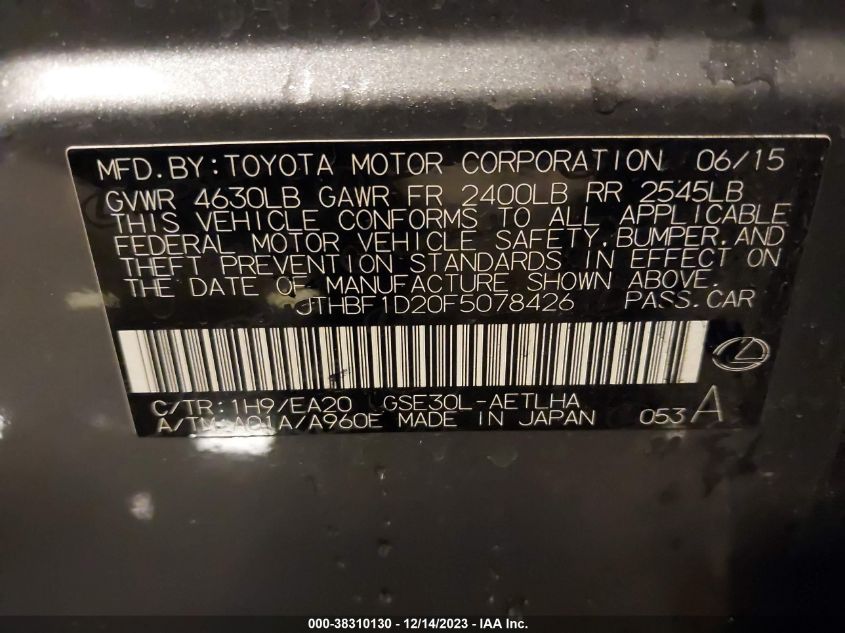 MFD.BY:TOYOTA MOTOR CORPORATION 06/15
GVWR 4630LB GAWR FR 2400LB RR 2545LB
THIS VEHICLE CONFORMS TO ALL APPLICABLE
FEDERAL MOTOR VEHICLE SAFETY,BUMPER,AND
THEFT PREVENTION STANDARDS IN EFFECT ON
THE DATE OF MANUFACTURE SHOWN ABOVE.
JTHBF1D20F5078426 PASS.CAR
C/TR:1H9/EA20 GSE30L-AETLHA
A/TM:A01A/A960E MADE IN JAPAN 053A
000-38310130 - 12/14/2023 - IAA Inc.